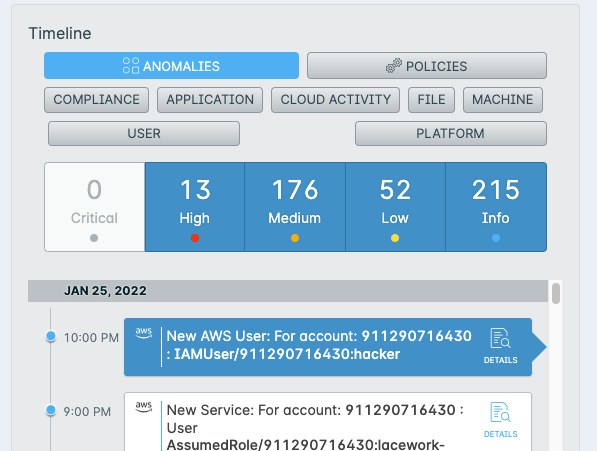 Timeline
ANOMALIES
POLICIES
COMPLIANCE
APPLICATION
CLOUD ACTIVITY
FILE
MACHINE
USER
PLATFORM
0
Critical
13
High
176
Medium
52
Low
215
Info
JAN 25, 2022
10:00 PM
aws
New AWS User: For account: 911290716430
: IAMUser/911290716430:hacker
DETAILS
9:00 PM
aws
New Service: For account: 911290716430 :
User
AssumedRole/911290716430:lacework-
DETAILS